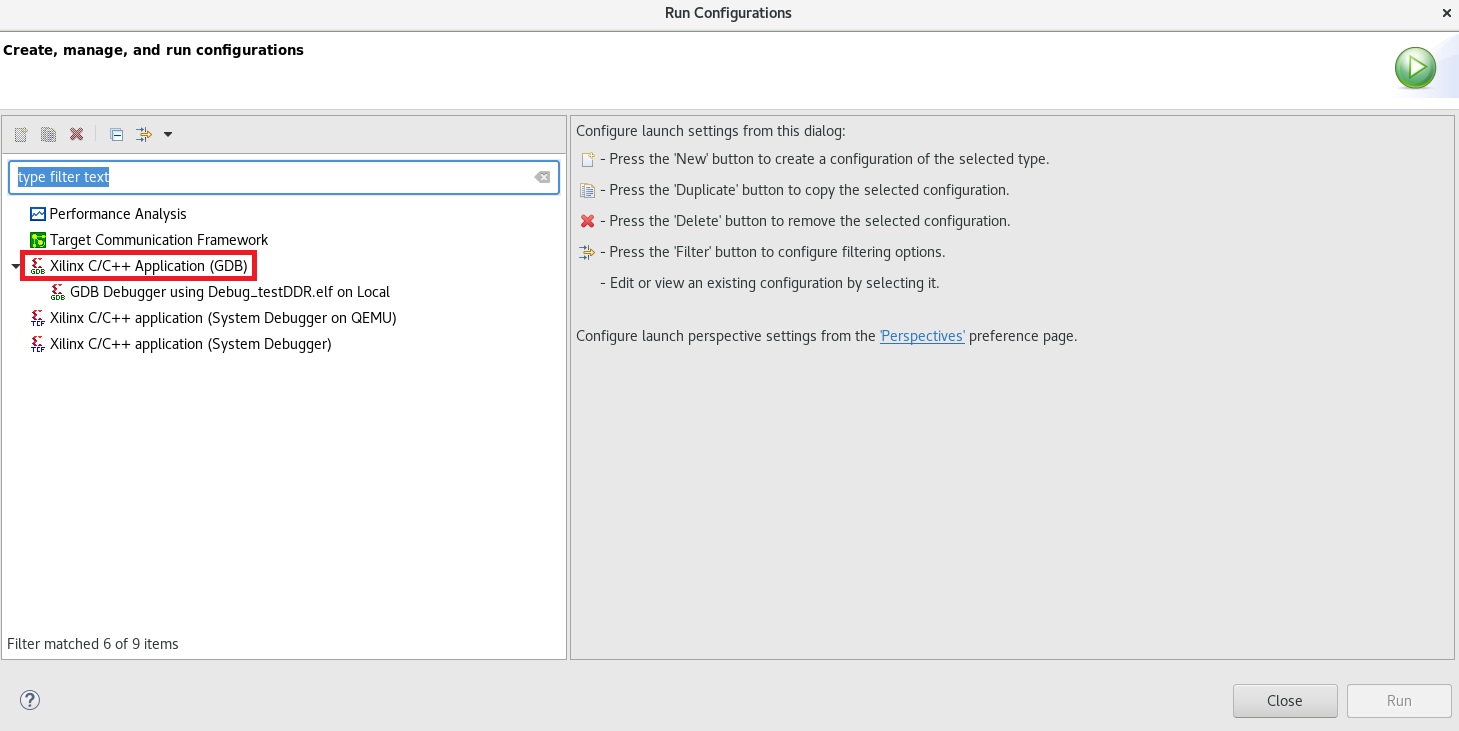 Run Configurations
Create, manage, and run configurations
type filter text
Performance Analysis
Target Communication Framework
Xilinx C/C++ Application (GDB)
GDB Debugger using Debug_testDDR.elf on Local
Xilinx C/C++ application (System Debugger on QEMU)
Xilinx C/C++ application (System Debugger)
Filter matched 6 of 9 items
Configure launch settings from this dialog:
- Press the 'New' button to create a configuration of the selected type.
- Press the 'Duplicate' button to copy the selected configuration.
- Press the 'Delete' button to remove the selected configuration.
- Press the 'Filter' button to configure filtering options.
- Edit or view an existing configuration by selecting it.
Configure launch perspective settings from the 'Perspectives' preference page.
Close
Run